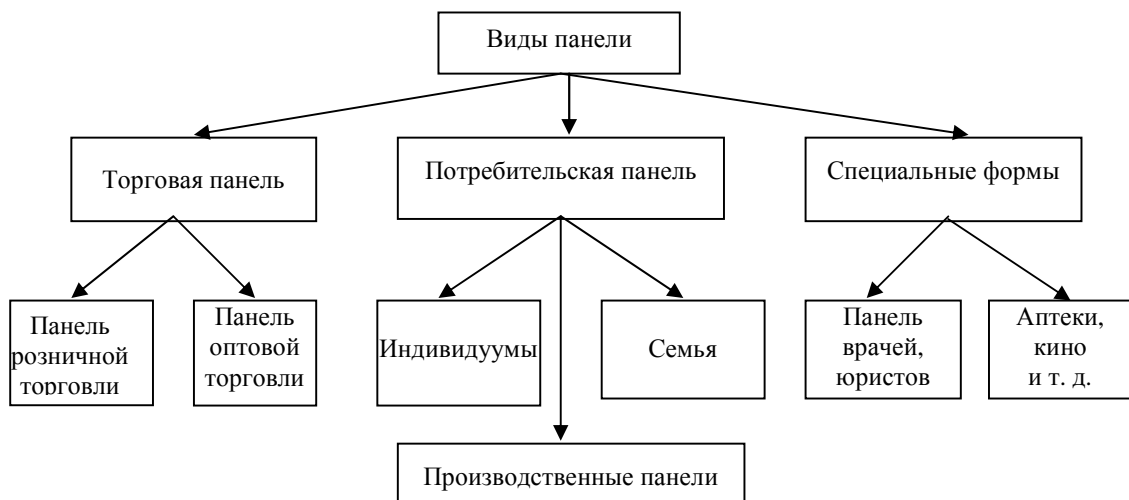 Виды панели
Торговая панель
Потребительская панель
Специальные формы
Панель
розничной
торговли
Панель
оптовой
торговли
Индивидуумы
Семья
Панель
врачей,
юристов
Аптеки,
кино
и т. д.
Производственные панели